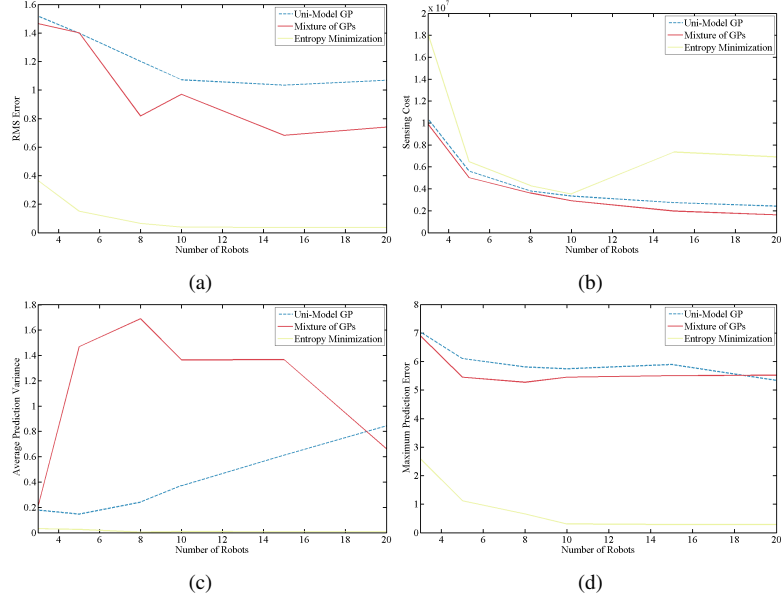 1.6
1.4
1.2
1
0.8
0.6
0.4
0.2
0
4 6 8 10 12 14 16 18 20
RMS Error
Number of Robots
Uni-Model GP
Mixture of GPs
Entropy Minimization
(a)
x 10^7
2
1.8
1.6
1.4
1.2
1
0.8
0.6
0.4
0.2
0
4 6 8 10 12 14 16 18 20
Sensing Cost
Number of Robots
Uni-Model GP
Mixture of GPs
Entropy Minimization
(b)
1.8
1.6
1.4
1.2
1
0.8
0.6
0.4
0.2
0
4 6 8 10 12 14 16 18 20
Average Prediction Variance
Number of Robots
Uni-Model GP
Mixture of GPs
Entropy Minimization
(c)
8
7
6
5
4
3
2
1
0
4 6 8 10 12 14 16 18 20
Maximum Prediction Error
Number of Robots
Uni-Model GP
Mixture of GPs
Entropy Minimization
(d)